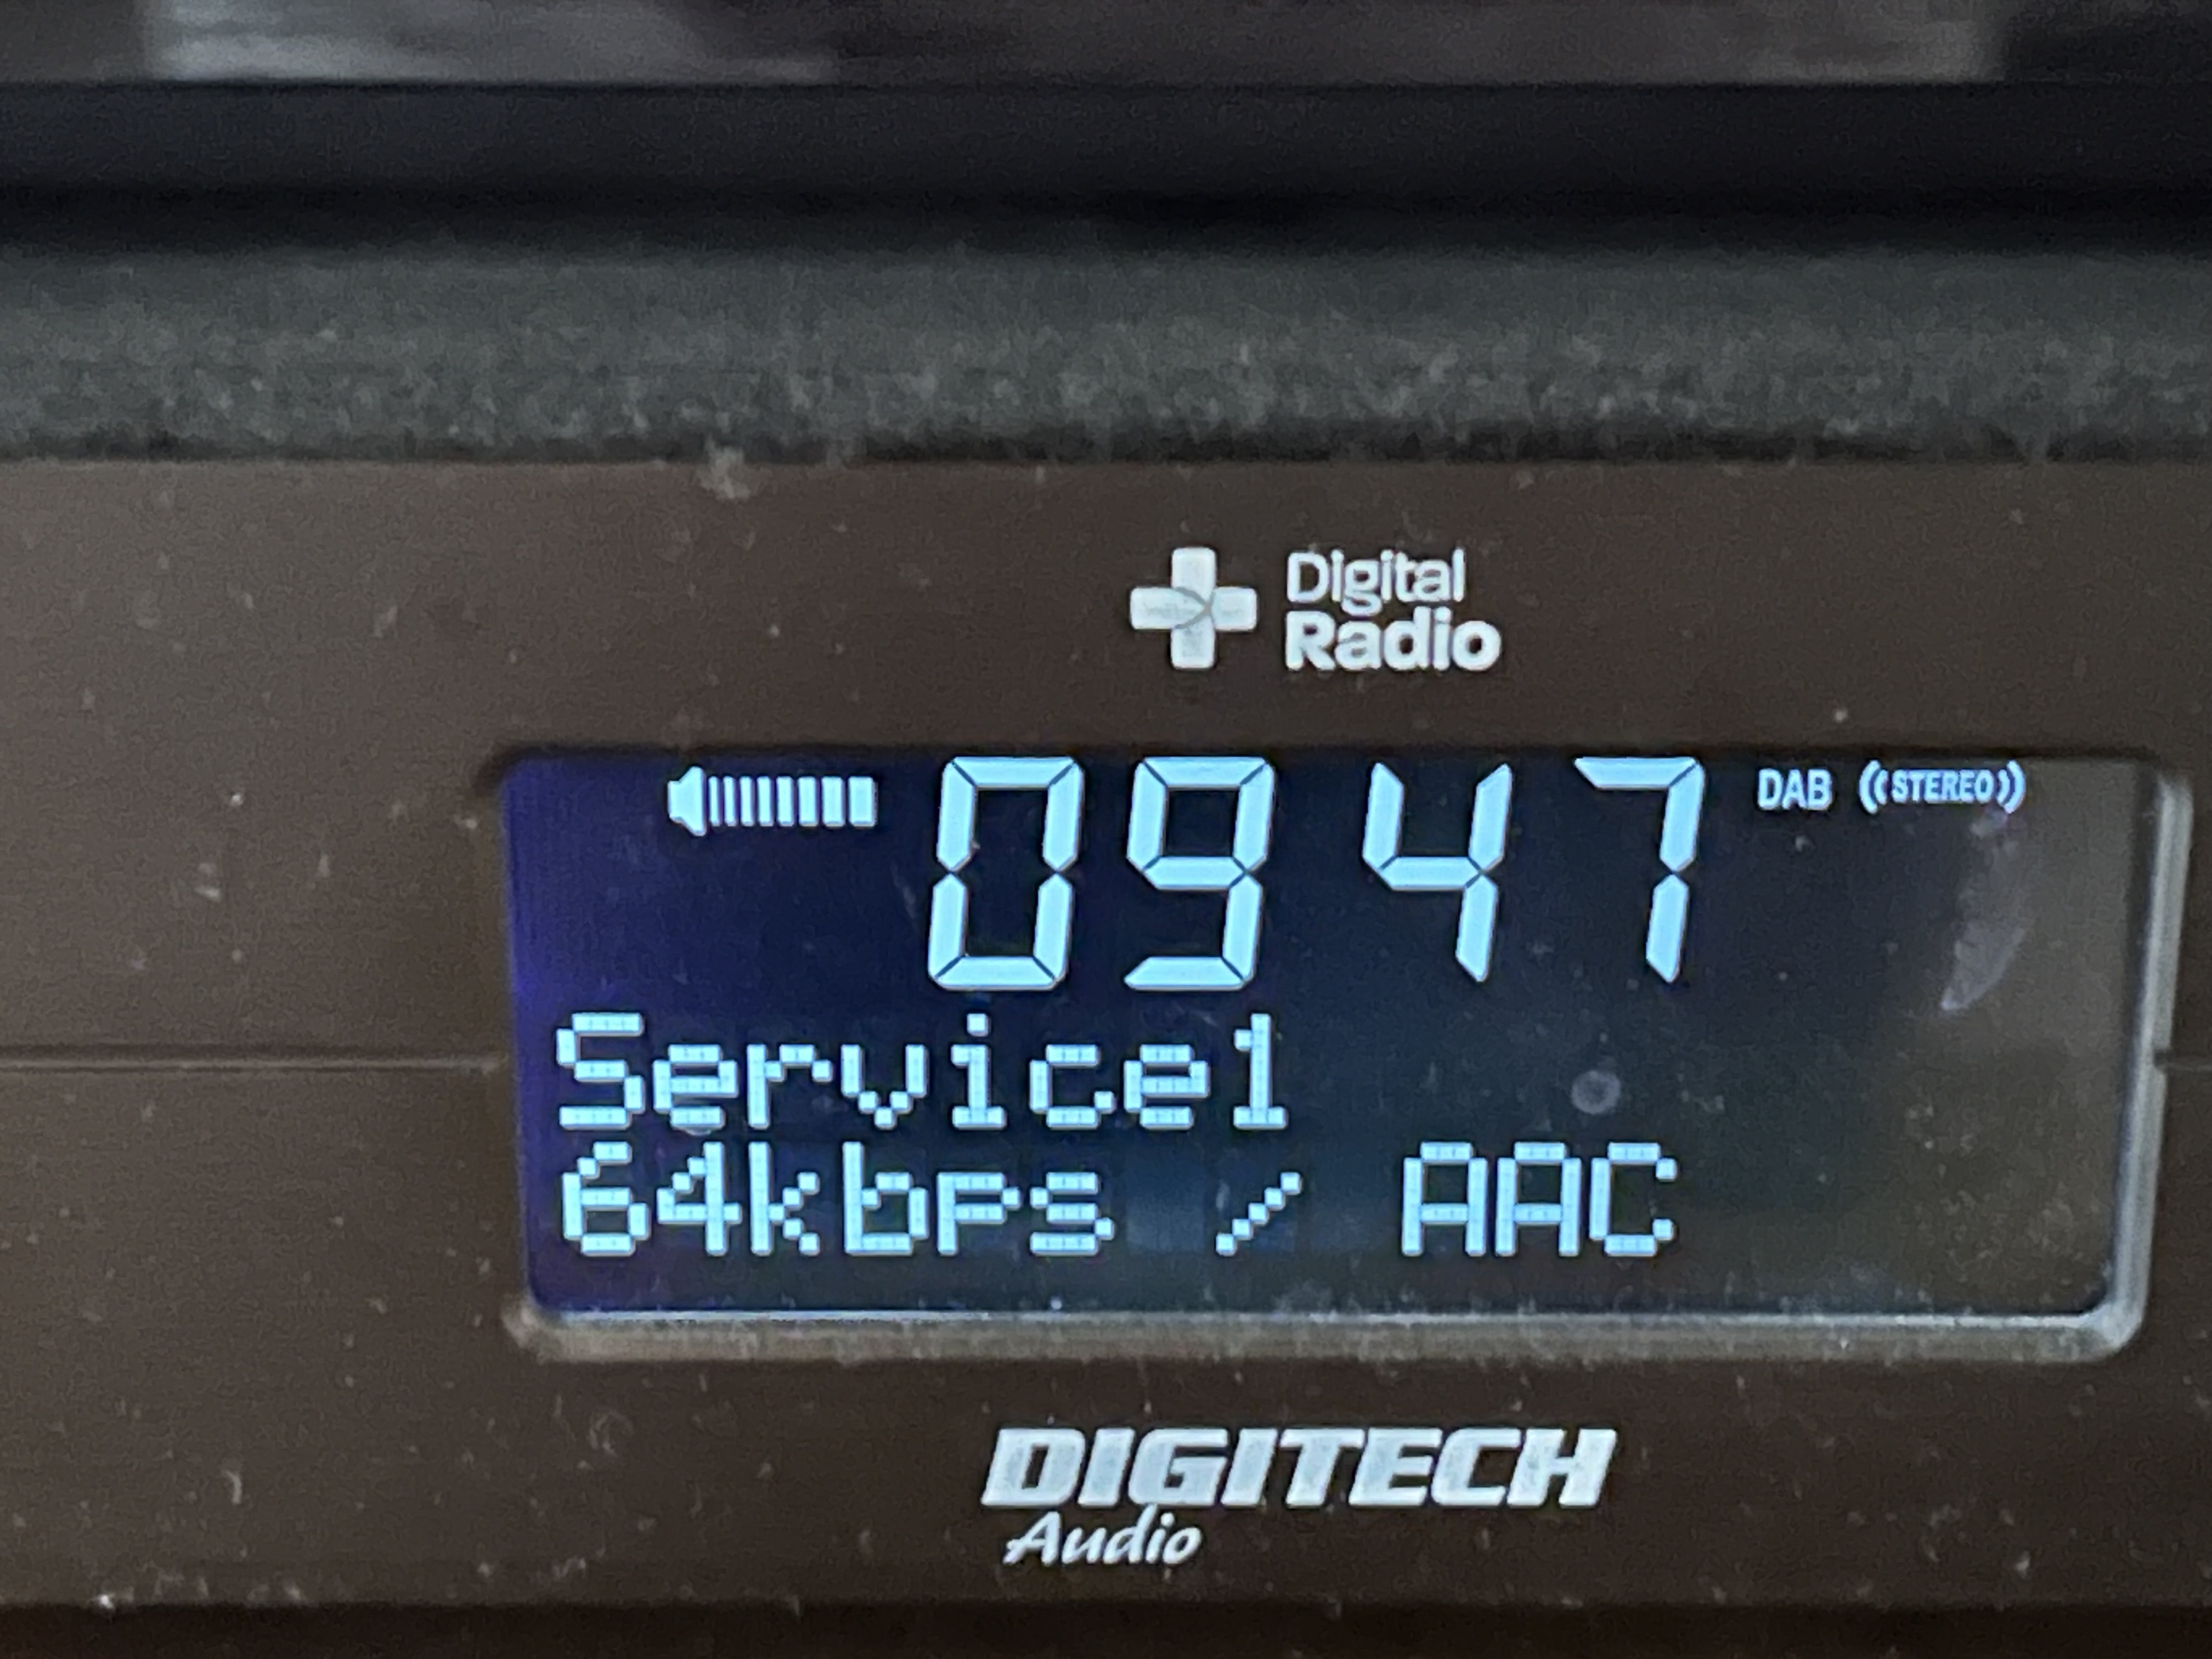 Digital
Radio
0947 DAB ((STEREO))
Service1
64kbps / AAC
DIGITECH
Audio